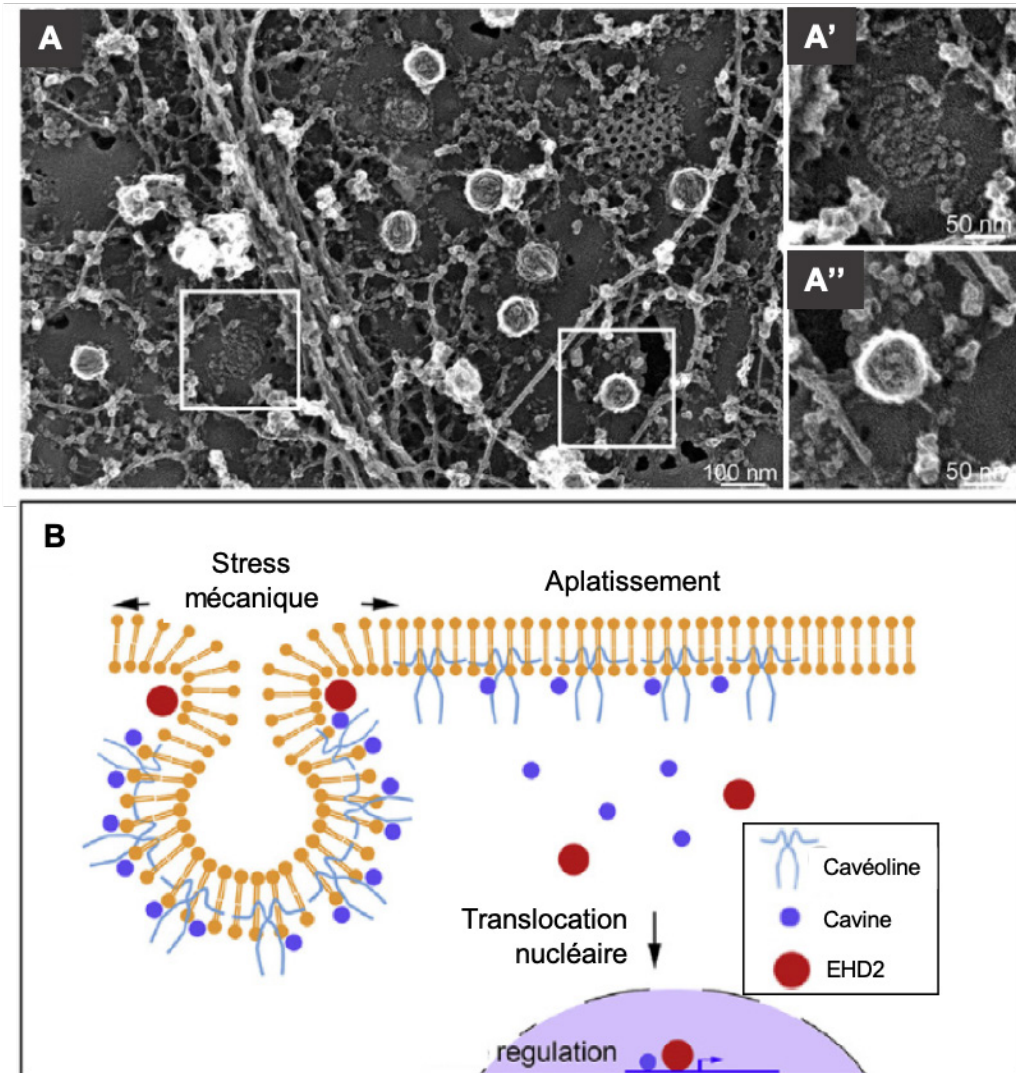 A
A'
50 nm
A''
100 nm
50 nm
B
Stress
mécanique
Aplatissement
Cavéoline
Cavine
EHD2
Translocation
nucléaire
regulation